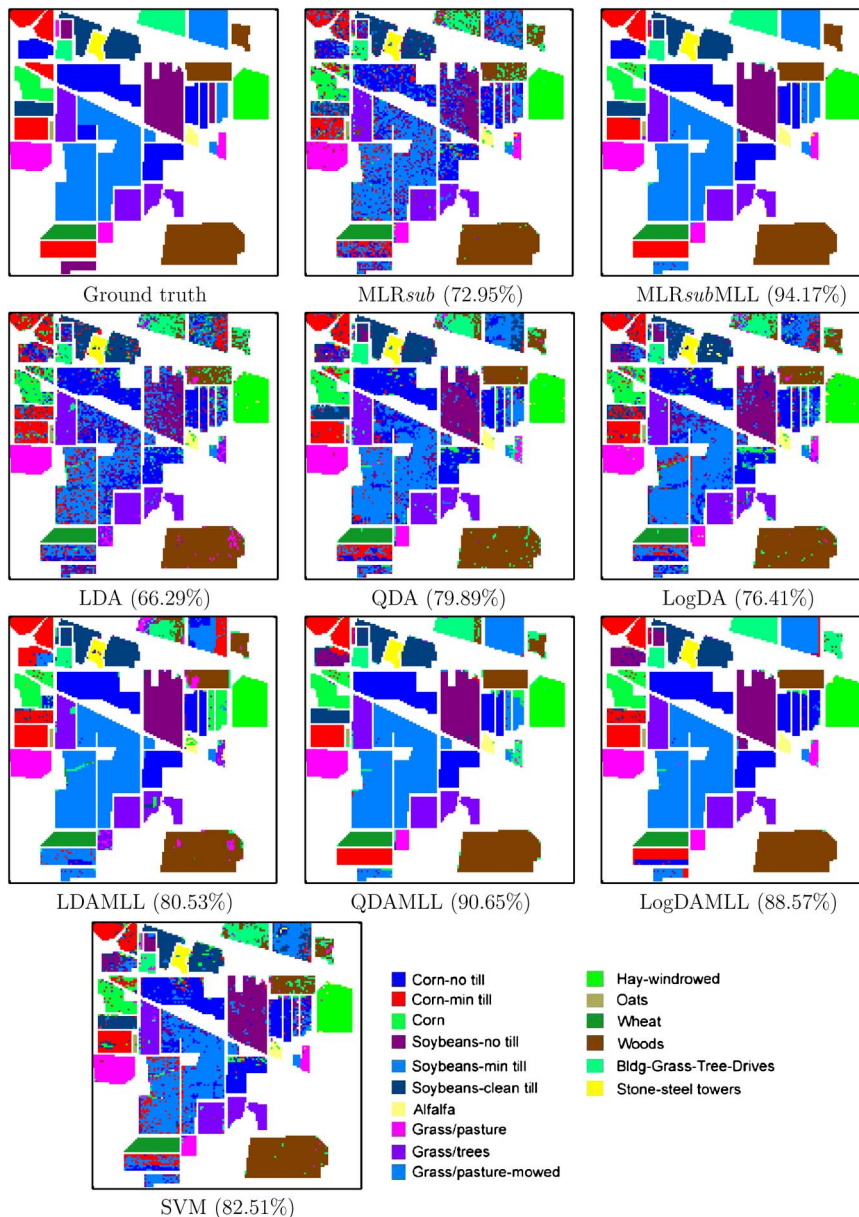 Ground truth
MLRsub (72.95%)
MLRsubMLL (94.17%)
LDA (66.29%)
QDA (79.89%)
LogDA (76.41%)
LDAMLL (80.53%)
QDAMLL (90.65%)
LogDAMLL (88.57%)
SVM (82.51%)
Corn-no till
Corn-min till
Corn
Soybeans-no till
Soybeans-min till
Soybeans-clean till
Alfalfa
Grass/pasture
Grass/trees
Grass/pasture-mowed
Hay-windrowed
Oats
Wheat
Woods
Bldg-Grass-Tree-Drives
Stone-steel towers